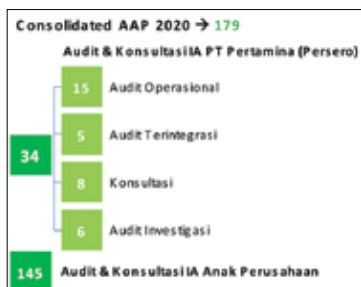 Consolidated AAP 2020 → 179
Audit & Konsultasi IA PT Pertamina (Persero)
15 Audit Operasional
5 Audit Terintegrasi
34
8 Konsultasi
6 Audit Investigasi
145 Audit & Konsultasi IA Anak Perusahaan